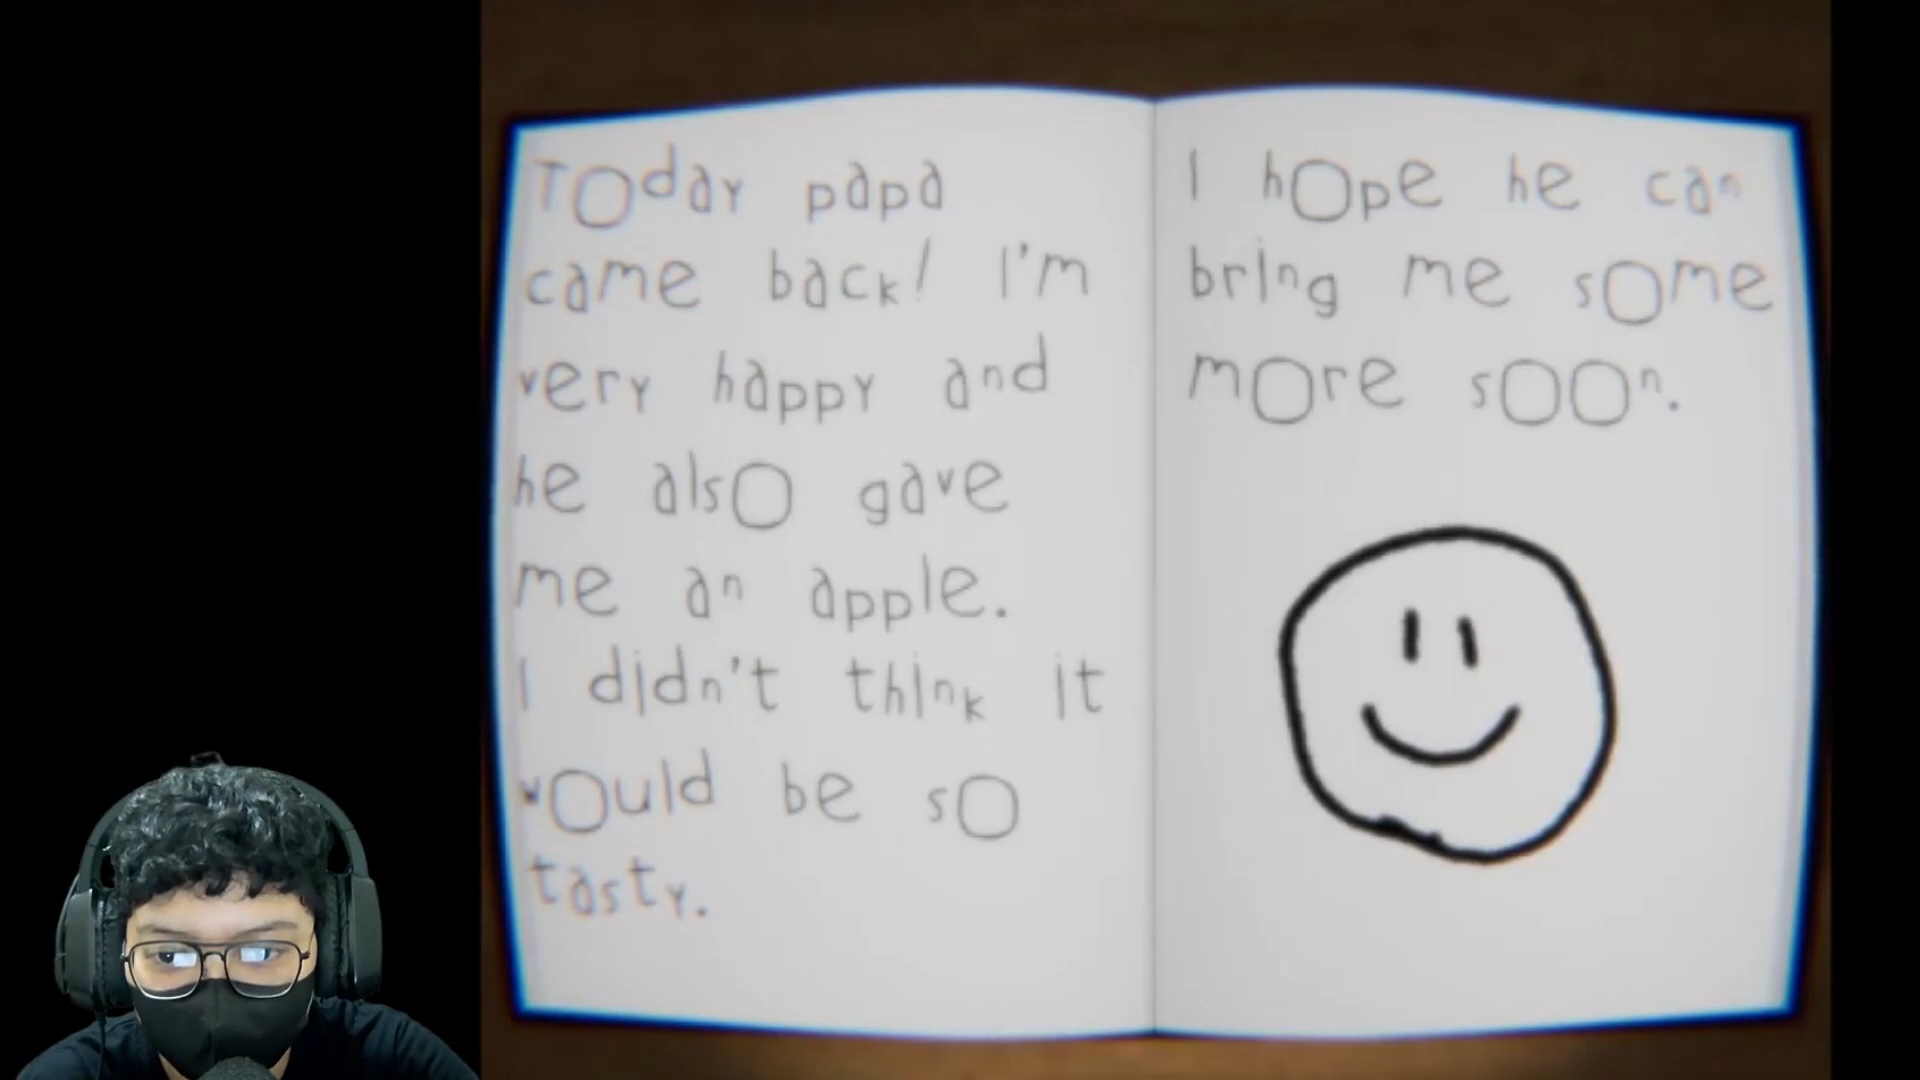 Today papa
came back! I'm
very happy and
he also gave
me an apple.
I didn't think it
would be so
tasty.
I hope he can
bring me some
more soon.